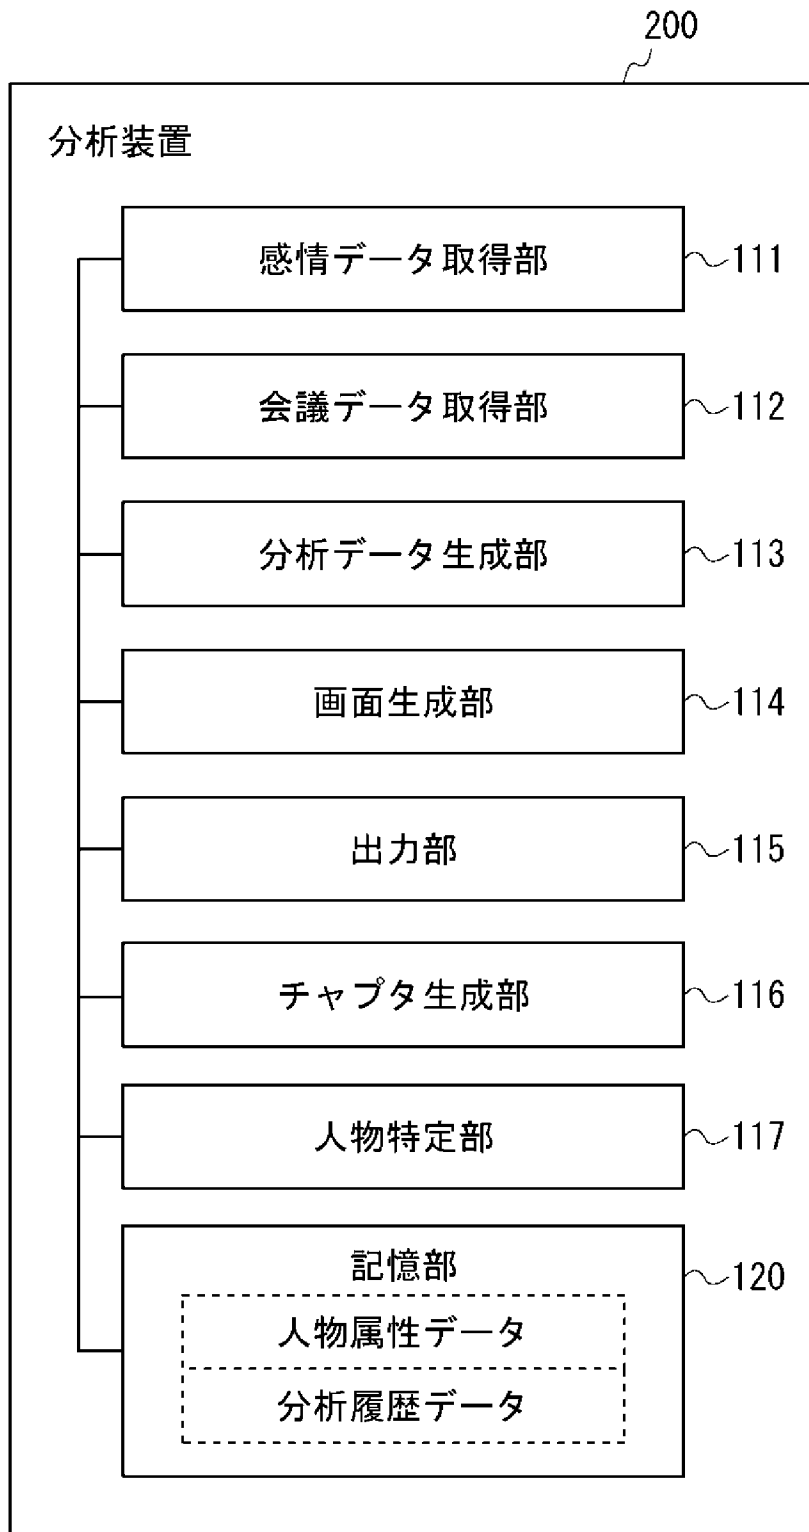 200
分析装置
感情データ取得部 111
会議データ取得部 112
分析データ生成部 113
画面生成部 114
出力部 115
チャプタ生成部 116
人物特定部 117
記憶部 120
人物属性データ
分析履歴データ